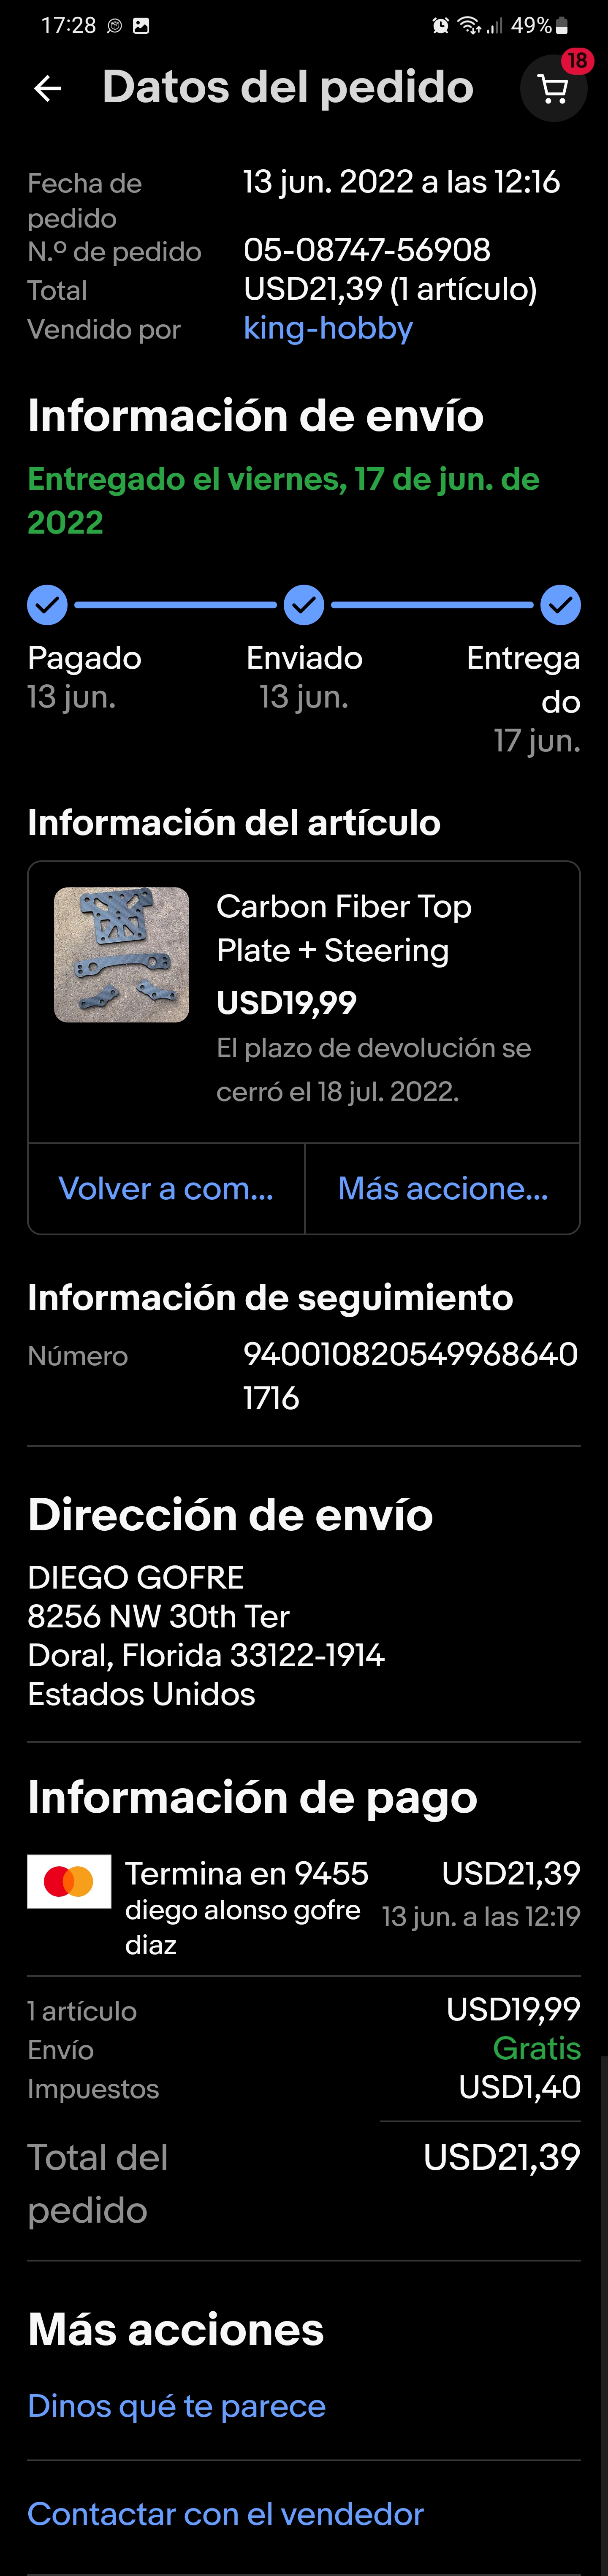 17:28 49%
Datos del pedido 18
Fecha de 13 jun. 2022 a las 12:16
pedido
N.º de pedido 05-08747-56908
Total USD21,39 (1 artículo)
Vendido por king-hobby
Información de envío
Entregado el viernes, 17 de jun. de
2022
Pagado Enviado Entrega
do
13 jun. 13 jun. 17 jun.
Información del artículo
Carbon Fiber Top
Plate + Steering
USD19,99
El plazo de devolución se
cerró el 18 jul. 2022.
Volver a com... Más accione...
Información de seguimiento
Número 940010820549968640
1716
Dirección de envío
DIEGO GOFRE
8256 NW 30th Ter
Doral, Florida 33122-1914
Estados Unidos
Información de pago
Termina en 9455 USD21,39
diego alonso gofre 13 jun. a las 12:19
diaz
1 artículo USD19,99
Envío Gratis
Impuestos USD1,40
Total del USD21,39
pedido
Más acciones
Dinos qué te parece
Contactar con el vendedor